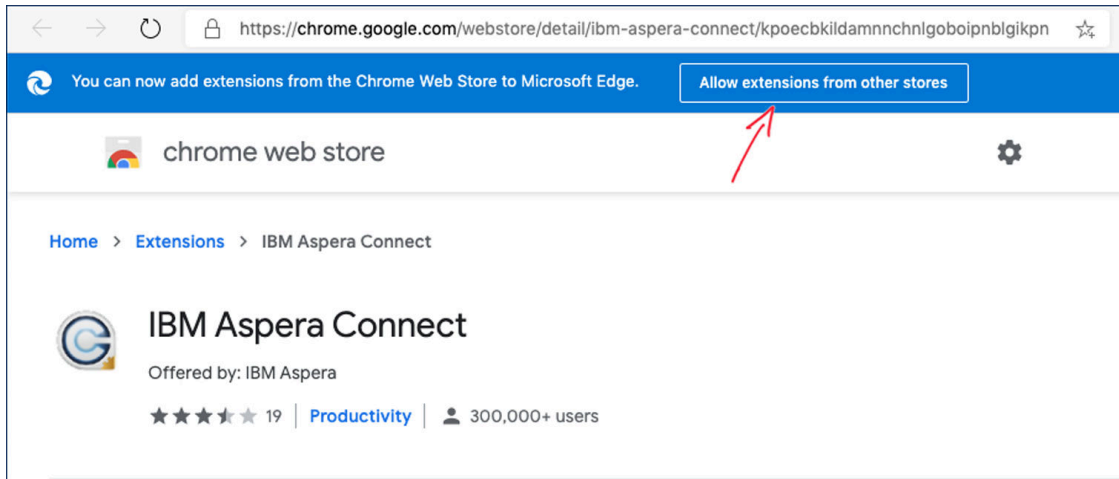 https://chrome.google.com/webstore/detail/ibm-aspera-connect/kpoecbkildamnnchnlgoboipnblgikpn
You can now add extensions from the Chrome Web Store to Microsoft Edge. Allow extensions from other stores
chrome web store
Home > Extensions > IBM Aspera Connect
IBM Aspera Connect
Offered by: IBM Aspera
19 | Productivity | 300,000+ users